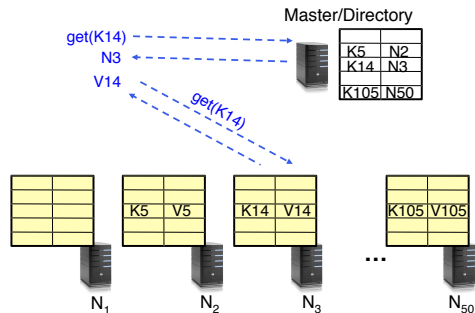 Master/Directory
get(K14)
N3
K5 N2
K14 N3
K105 N50
V14
get(K14)
K5 V5
K14 V14
K105 V105
...
N1
N2
N3
N50